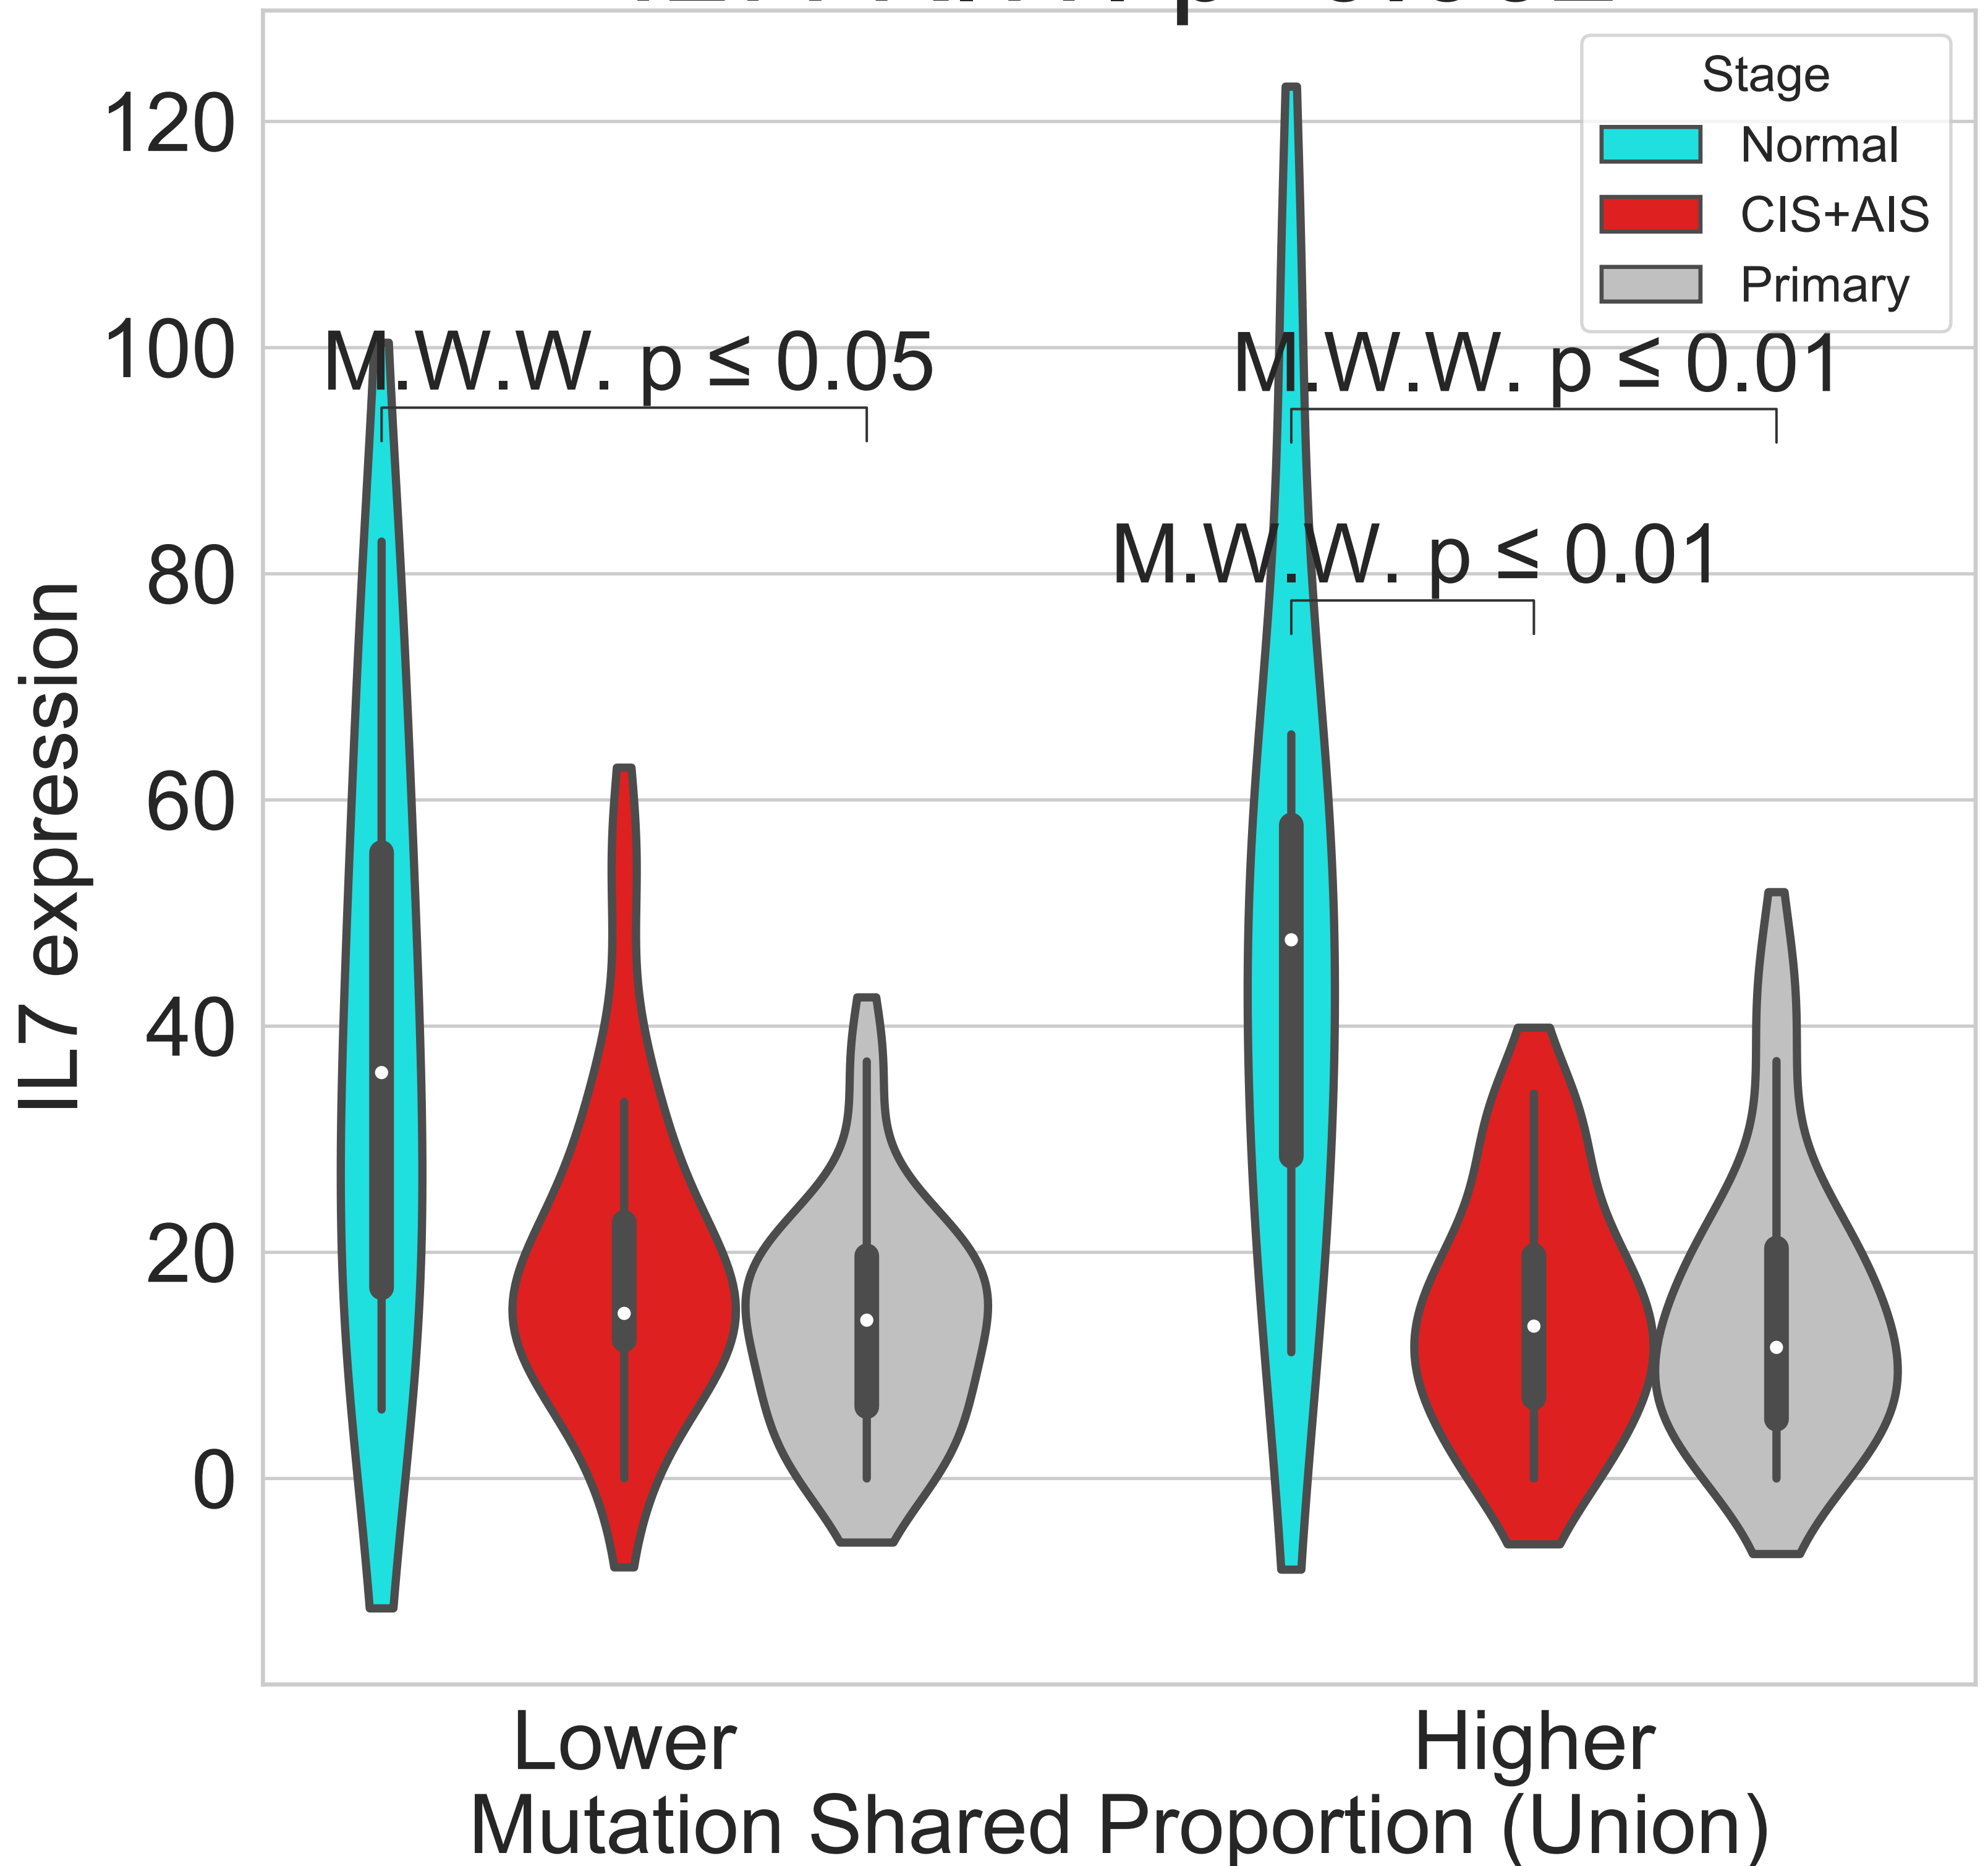 Stage
Normal
CIS+AIS
Primary
120
100
80
60
40
20
0
IL7 expression
M.W.W. p ≤ 0.05
M.W.W. p ≤ 0.01
M.W.W. p ≤ 0.01
Lower
Higher
Mutation Shared Proportion (Union)